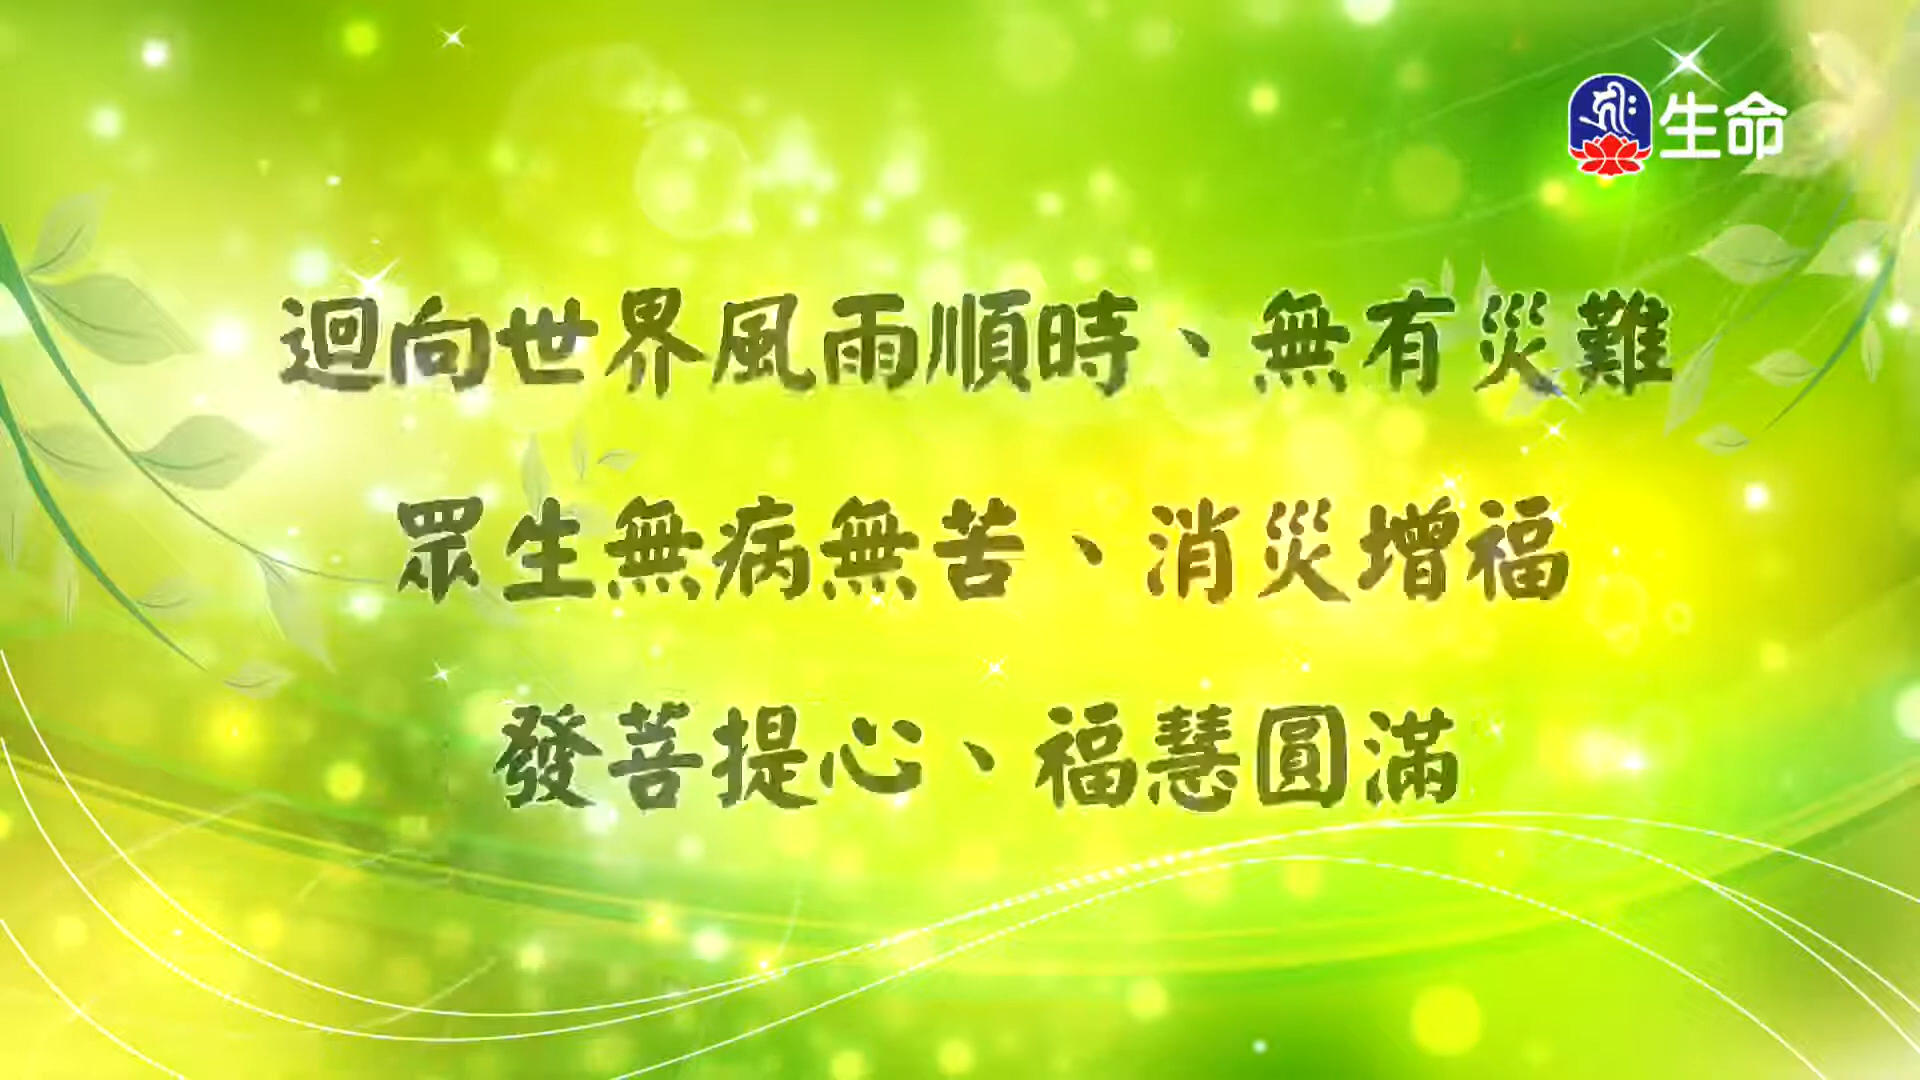 生命
迴向世界風雨順時、無有災難
眾生無病無苦、消災增福
發菩提心、福慧圓滿